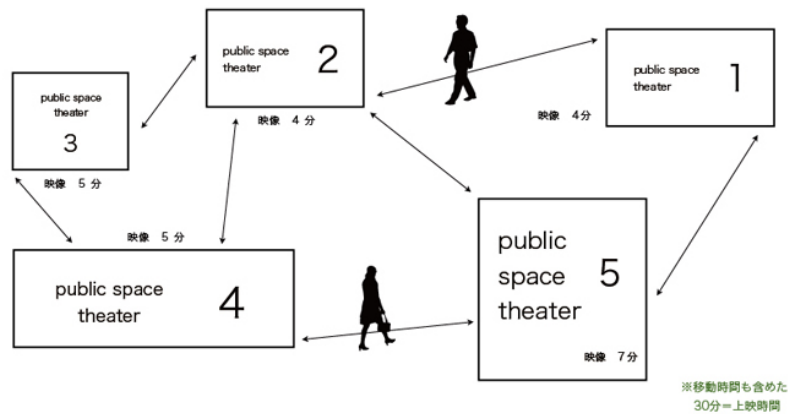 public space
theater
2
映像 4 分
public space
theater
1
映像 4分
public space
theater
3
映像 5 分
映像 5 分
public space
theater
4
public
space
theater
5
映像 7分
※移動時間も含めた
30分＝上映時間